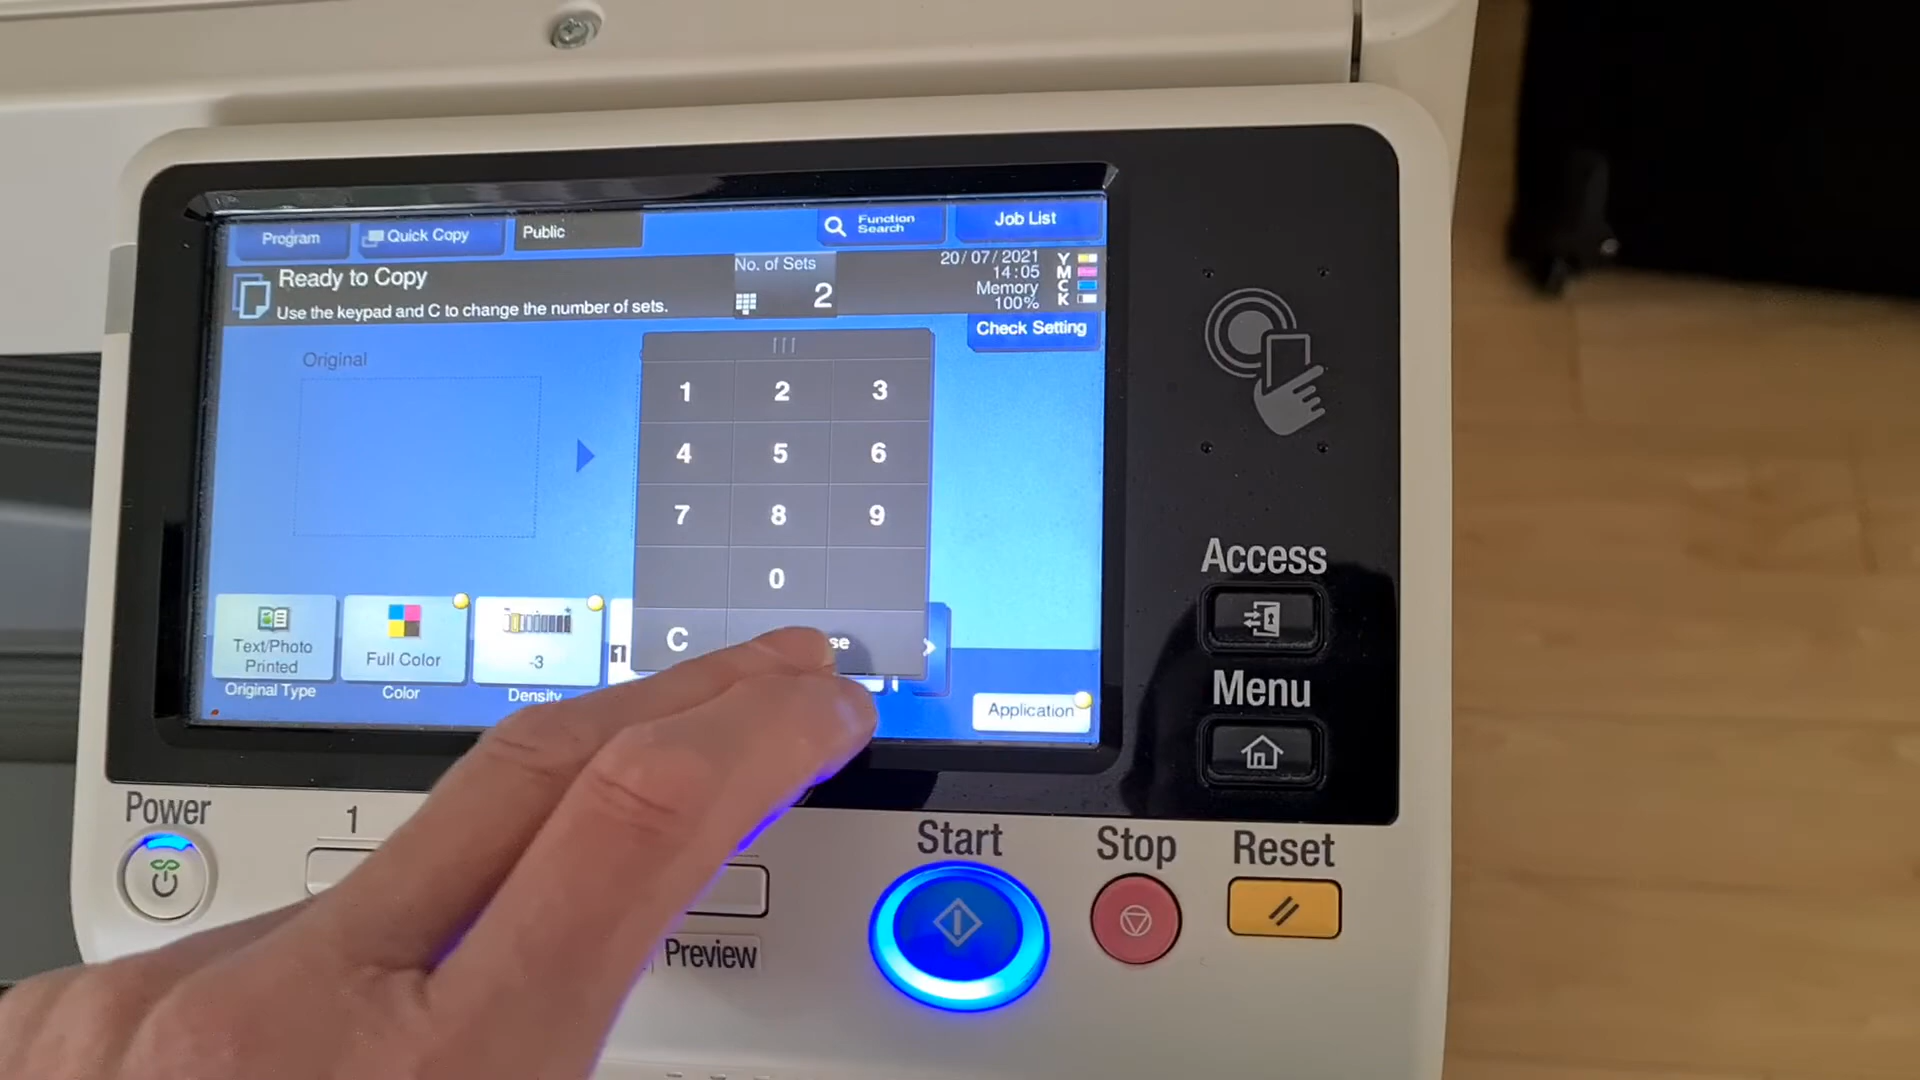 Program
Quick Copy
Public
Function
Search
Job List
Ready to Copy
No. of Sets
2
20/07/2021
14:05
Memory
100%
Y
M
C
K
Use the keypad and C to change the number of sets.
Check Setting
Original
1 2 3
4 5 6
7 8 9
0
C
Text/Photo
Printed
Original Type
Full Color
Color
-3
Density
Application
Access
Menu
Power
1
Start
Stop
Reset
Preview